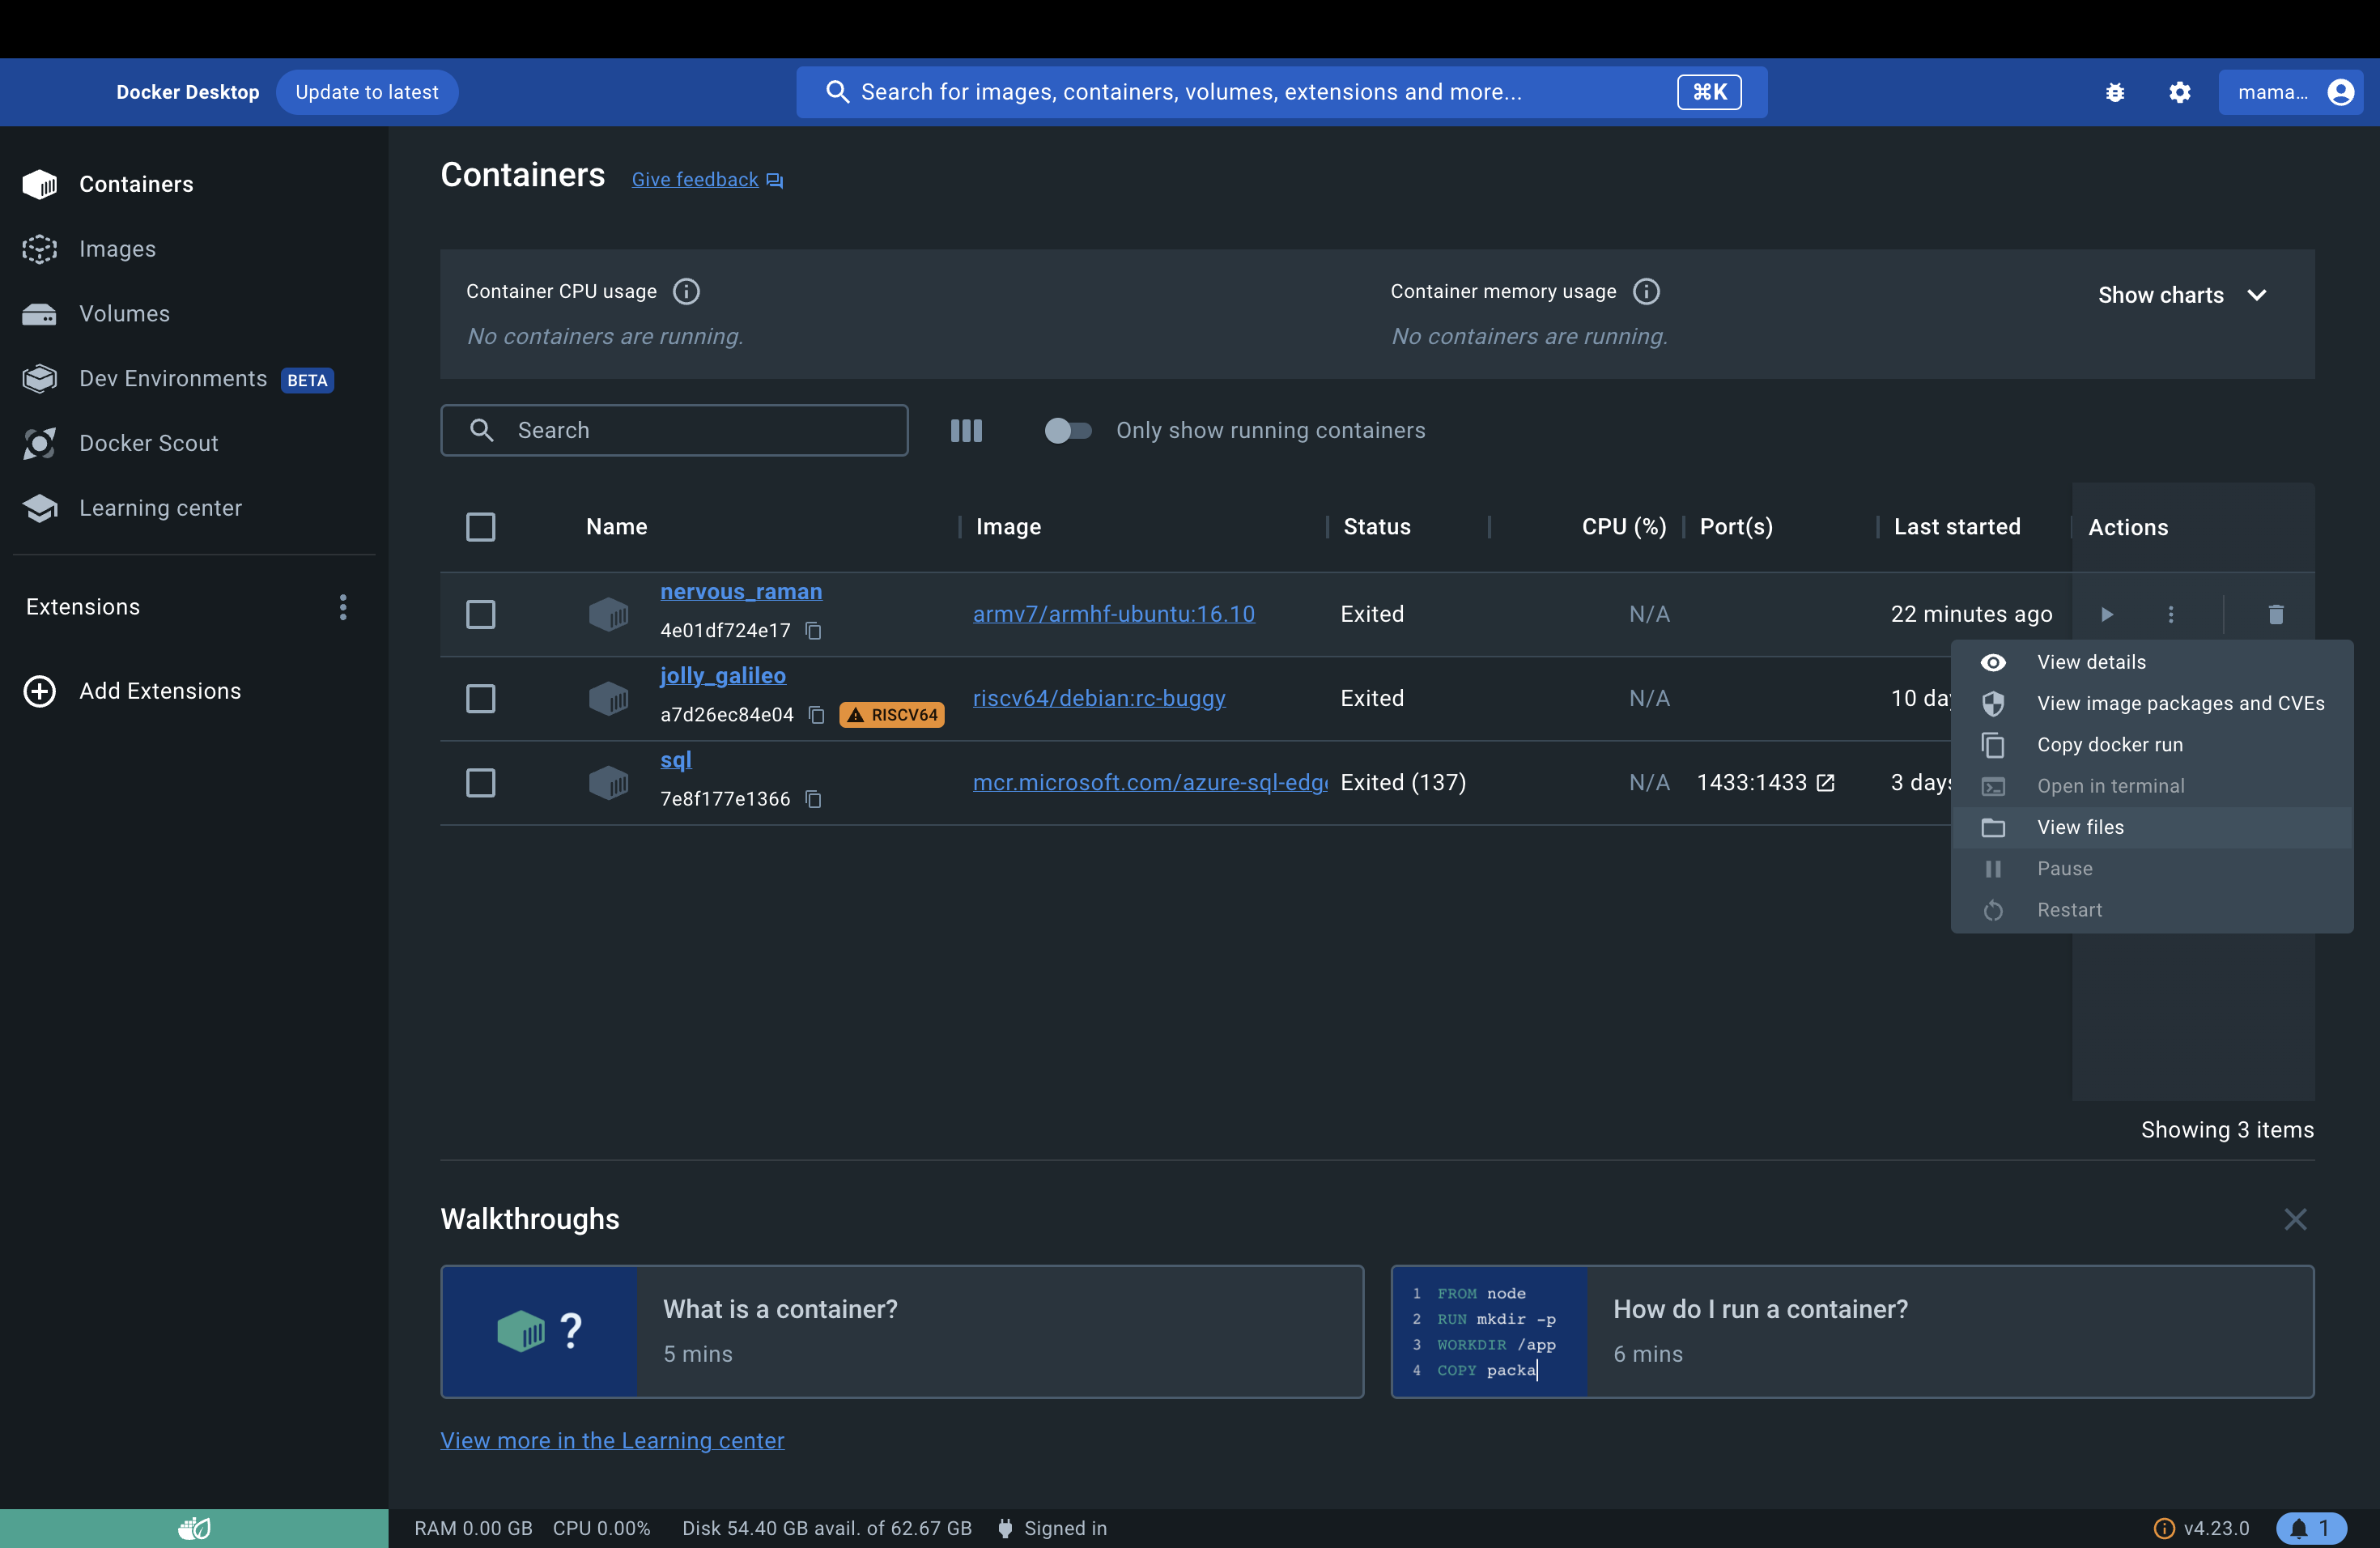 Docker Desktop Update to latest Search for images, containers, volumes, extensions and more... ⌘K mama...
Containers
Images
Volumes
Dev Environments BETA
Docker Scout
Learning center
Extensions
Add Extensions
Containers Give feedback
Container CPU usage
No containers are running.
Container memory usage
No containers are running.
Show charts
Search Only show running containers
Name Image Status CPU (%) Port(s) Last started Actions
nervous_raman
4e01df724e17
armv7/armhf-ubuntu:16.10 Exited N/A 22 minutes ago
jolly_galileo
a7d26ec84e04 RISCV64
riscv64/debian:rc-buggy Exited N/A 10 day
sql
7e8f177e1366
mcr.microsoft.com/azure-sql-edge Exited (137) N/A 1433:1433 3 days
View details
View image packages and CVEs
Copy docker run
Open in terminal
View files
Pause
Restart
Showing 3 items
Walkthroughs
?
What is a container?
5 mins
1 FROM node
2 RUN mkdir -p
3 WORKDIR /app
4 COPY packa
How do I run a container?
6 mins
View more in the Learning center
RAM 0.00 GB CPU 0.00% Disk 54.40 GB avail. of 62.67 GB Signed in v4.23.0 1